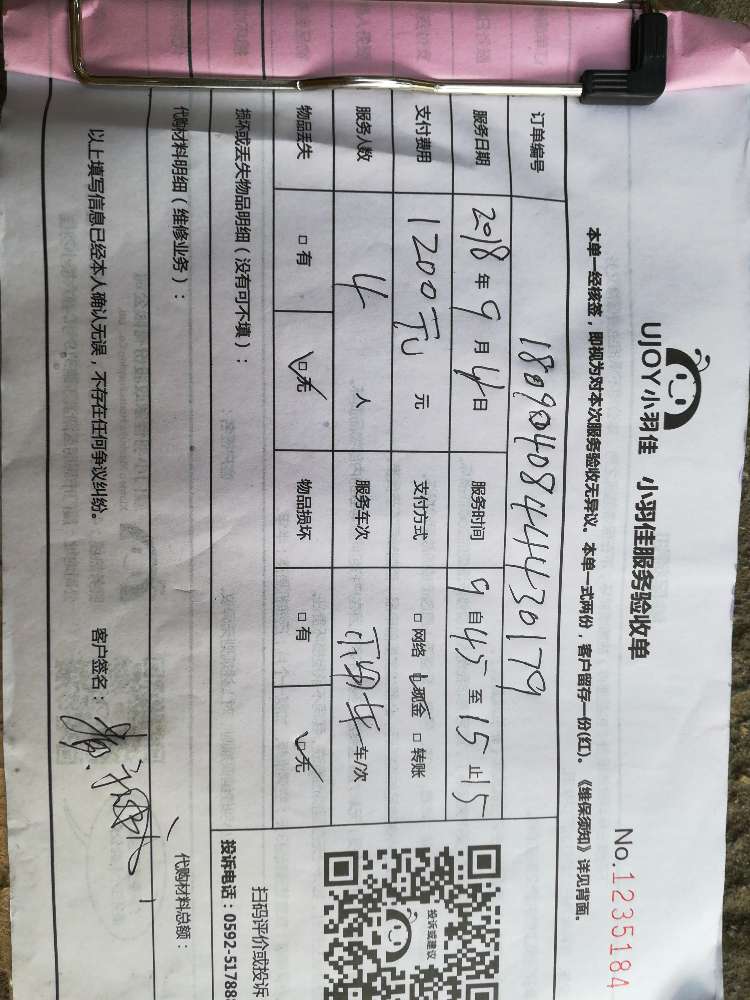 UJOY小羽佳 小羽佳服务验收单
No.1235184
本单一经核签，即视为对本次服务验收无异议。本单一式两份，客户留存一份(红)。《维保须知》详见背面。
订单编号 18090408444430179
服务日期 2018年9月4日 服务时间 9自45至15止15
支付费用 1200元 元 支付方式 □ 网络 □ 现金 □ 转账
服务人数 4 人 服务车次 车/次
物品丢失 □ 有 □ 无 物品损坏 □ 有 □ 无
损坏或丢失物品明细（没有可不填）：
扫码评价或投诉
投诉或建议
投诉电话：0592-51788
代购材料明细（维修业务）： 代购材料总额：
以上填写信息已经本人确认无误，不存在任何争议纠纷。 客户签名：